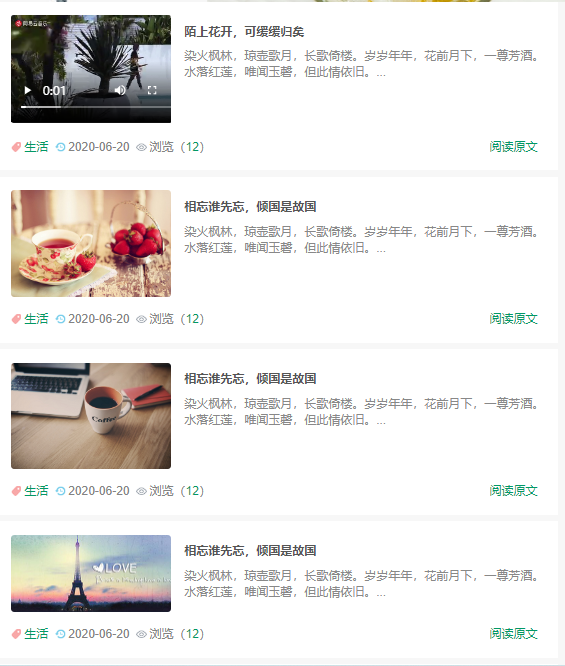 网易云音乐
0:01
陌上花开，可缓缓归矣
染火枫林，琼壶歌月，长歌倚楼。岁岁年年，花前月下，一尊芳酒。
水落红莲，唯闻玉磬，但此情依旧。...
生活 2020-06-20 浏览（12） 阅读原文
相忘谁先忘，倾国是故国
染火枫林，琼壶歌月，长歌倚楼。岁岁年年，花前月下，一尊芳酒。
水落红莲，唯闻玉磬，但此情依旧。...
生活 2020-06-20 浏览（12） 阅读原文
相忘谁先忘，倾国是故国
染火枫林，琼壶歌月，长歌倚楼。岁岁年年，花前月下，一尊芳酒。
水落红莲，唯闻玉磬，但此情依旧。...
Coffee
生活 2020-06-20 浏览（12） 阅读原文
相忘谁先忘，倾国是故国
染火枫林，琼壶歌月，长歌倚楼。岁岁年年，花前月下，一尊芳酒。
水落红莲，唯闻玉磬，但此情依旧。...
LOVE
生活 2020-06-20 浏览（12） 阅读原文